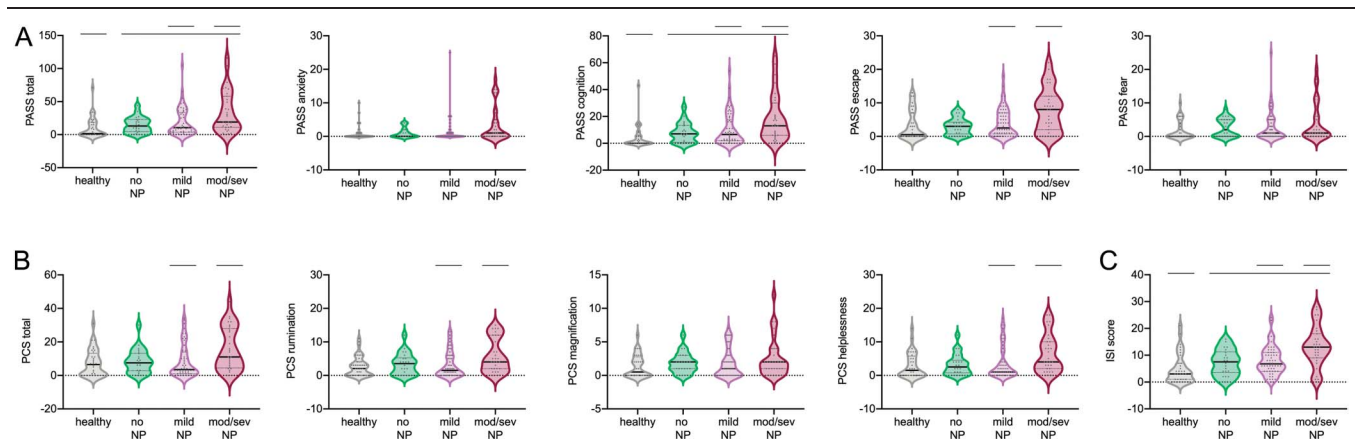 A
PASS total
150
100
50
0
50
healthy
no NP
mild NP
mod/sev NP
PASS anxiety
30
20
10
0
-10
healthy
no NP
mild NP
mod/sev NP
PASS cognition
80
60
40
20
0
20
healthy
no NP
mild NP
mod/sev NP
PASS escape
30
20
10
0
-10
healthy
no NP
mild NP
mod/sev NP
PASS fear
30
20
10
0
-10
healthy
no NP
mild NP
mod/sev NP
B
PCS total
60
40
20
0
-20
healthy
no NP
mild NP
mod/sev NP
PCS rumination
30
20
10
0
-10
healthy
no NP
mild NP
mod/sev NP
PCS magnification
15
10
5
0
-5
healthy
no NP
mild NP
mod/sev NP
PCS helplessness
30
20
10
0
-10
healthy
no NP
mild NP
mod/sev NP
C
ISI score
40
30
20
10
0
-10
healthy
no NP
mild NP
mod/sev NP